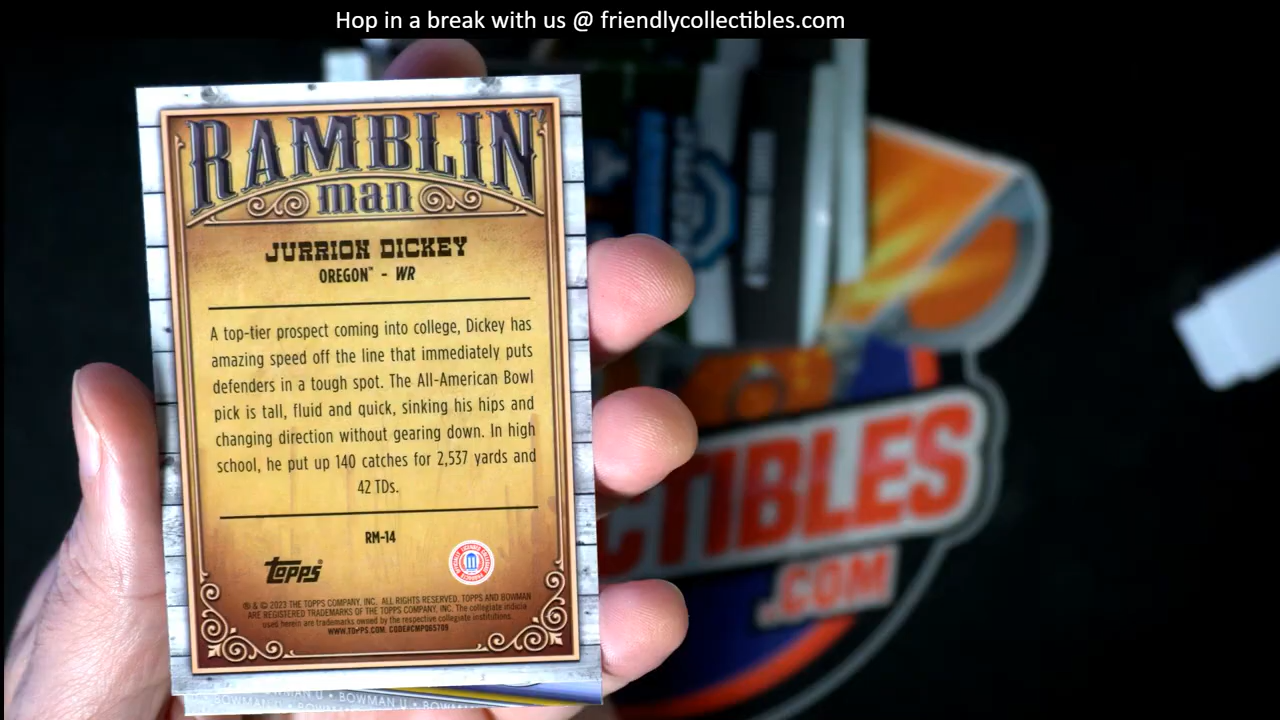 Hop in a break with us @ friendlycollectibles.com
RAMBLIN'
man
JURRION DICKEY
OREGON™ - WR
A top-tier prospect coming into college, Dickey has
amazing speed off the line that immediately puts
defenders in a tough spot. The All-American Bowl
pick is tall, fluid and quick, sinking his hips and
changing direction without gearing down. In high
school, he put up 140 catches for 2,537 yards and
42 TDs.
RM-14
Topps®
® & © 2023 THE TOPPS COMPANY, INC. ALL RIGHTS RESERVED. TOPPS AND BOWMAN
ARE REGISTERED TRADEMARKS OF THE TOPPS COMPANY, INC. The collegiate indicia
used herein are trademarks owned by the respective collegiate institutions.
WWW.TOPPS.COM CODE#CMP065709
BOWMAN U • BOWMAN U • BOWMAN
CTIBLES
.COM